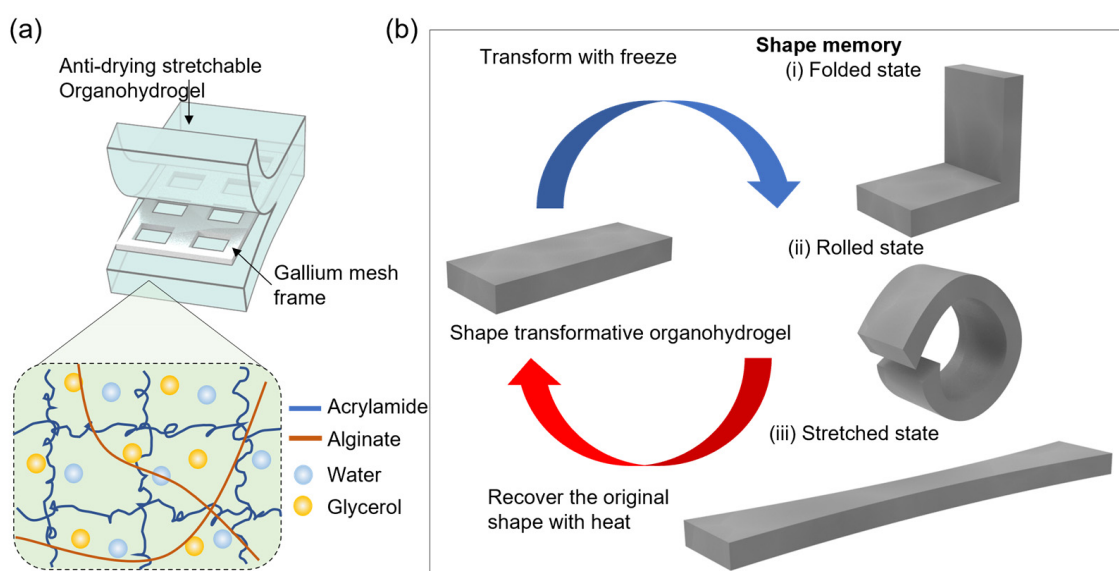 (a)
Anti-drying stretchable
Organohydrogel
Gallium mesh
frame
Acrylamide
Alginate
Water
Glycerol
(b)
Transform with freeze
Shape memory
(i) Folded state
(ii) Rolled state
Shape transformative organohydrogel
(iii) Stretched state
Recover the original
shape with heat